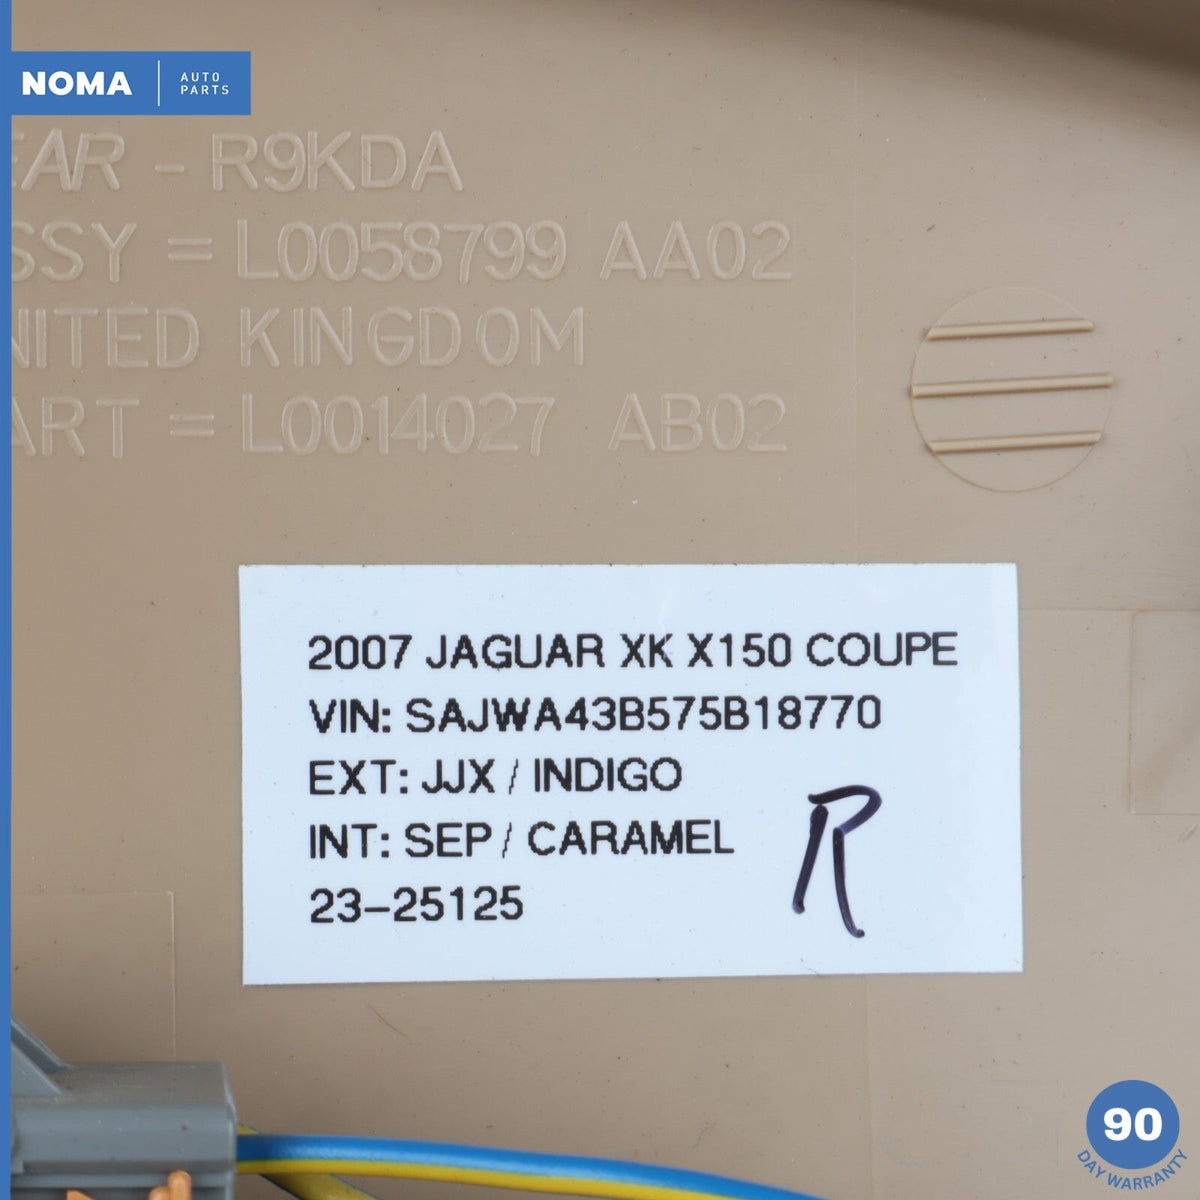 NOMA
AUTO
PARTS
EAR - R9KDA
SSY = L0058799 AA02
NITED KINGDOM
ART = L0014027 AB02
2007 JAGUAR XK X150 COUPE
VIN: SAJWA43B575B18770
EXT: JJX / INDIGO
INT: SEP / CARAMEL
23-25125
R
90
DAY WARRANTY